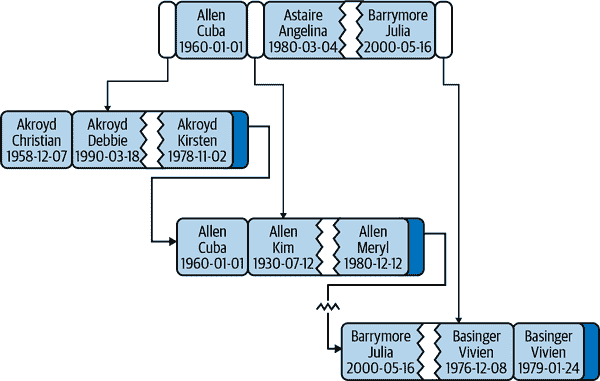 Allen
Cuba
1960-01-01
Astaire
Angelina
1980-03-04
Barrymore
Julia
2000-05-16
Akroyd
Christian
1958-12-07
Akroyd
Debbie
1990-03-18
Akroyd
Kirsten
1978-11-02
Allen
Cuba
1960-01-01
Allen
Kim
1930-07-12
Allen
Meryl
1980-12-12
Barrymore
Julia
2000-05-16
Basinger
Vivien
1976-12-08
Basinger
Vivien
1979-01-24